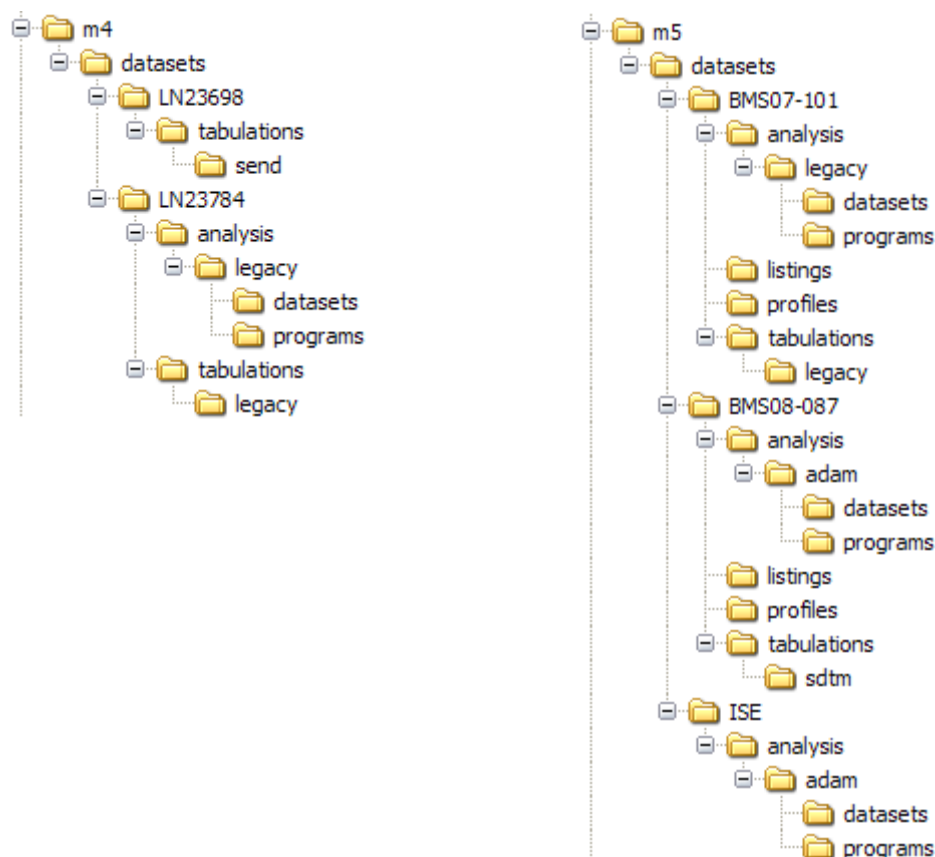 m4
datasets
LN23698
tabulations
send
LN23784
analysis
legacy
datasets
programs
tabulations
legacy
m5
datasets
BMS07-101
analysis
legacy
datasets
programs
listings
profiles
tabulations
legacy
BMS08-087
analysis
adam
datasets
programs
listings
profiles
tabulations
sdtm
ISE
analysis
adam
datasets
programs